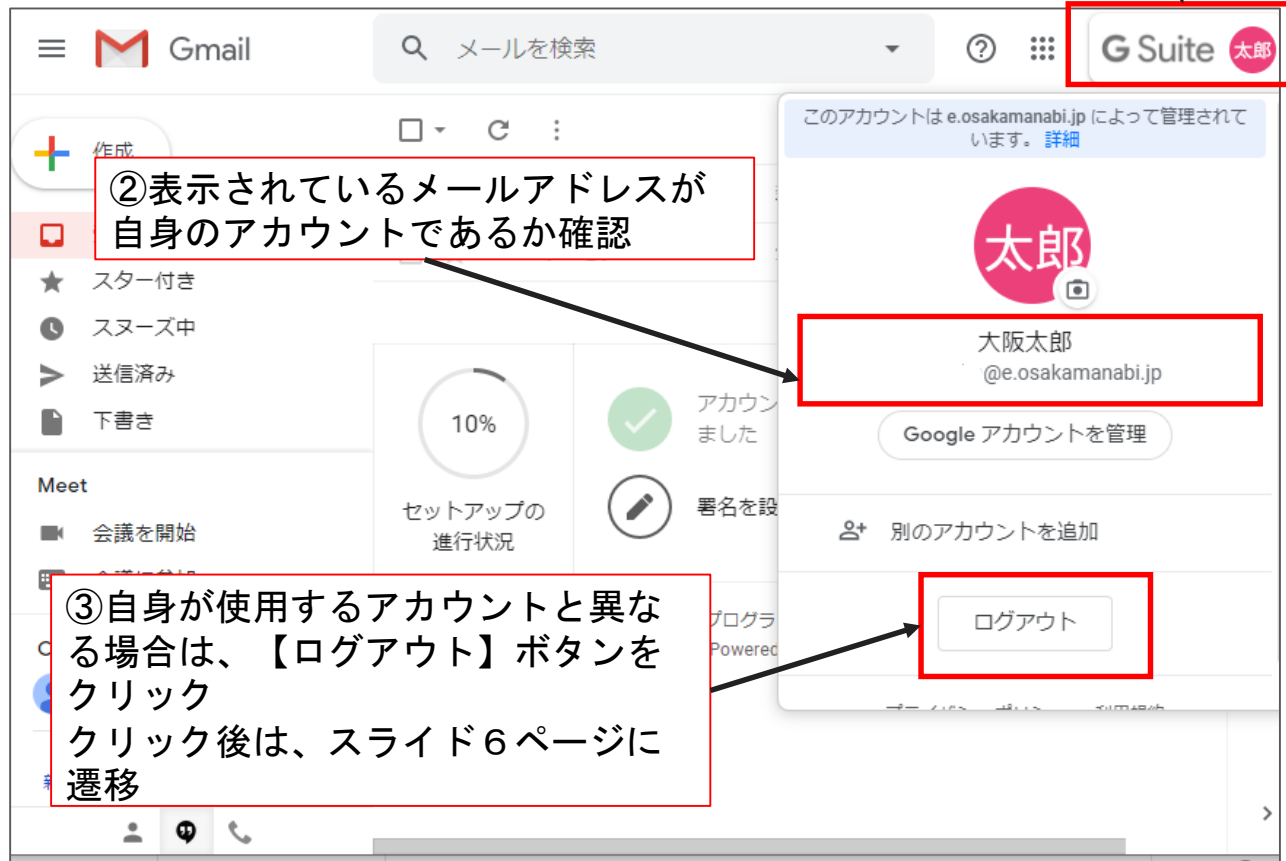 Gmail
メールを検索
G Suite 太郎
このアカウントは e.osakamanabi.jp によって管理されて
います。 詳細
作成
②表示されているメールアドレスが
自身のアカウントであるか確認
太郎
スター付き
スヌーズ中
送信済み
下書き
大阪太郎
@e.osakamanabi.jp
10%
アカウン
ました
Google アカウントを管理
セットアップの
進行状況
署名を設
Meet
会議を開始
別のアカウントを追加
③自身が使用するアカウントと異な
る場合は、【ログアウト】ボタンを
クリック
クリック後は、スライド６ページに
遷移
プログラ
Powered
ログアウト